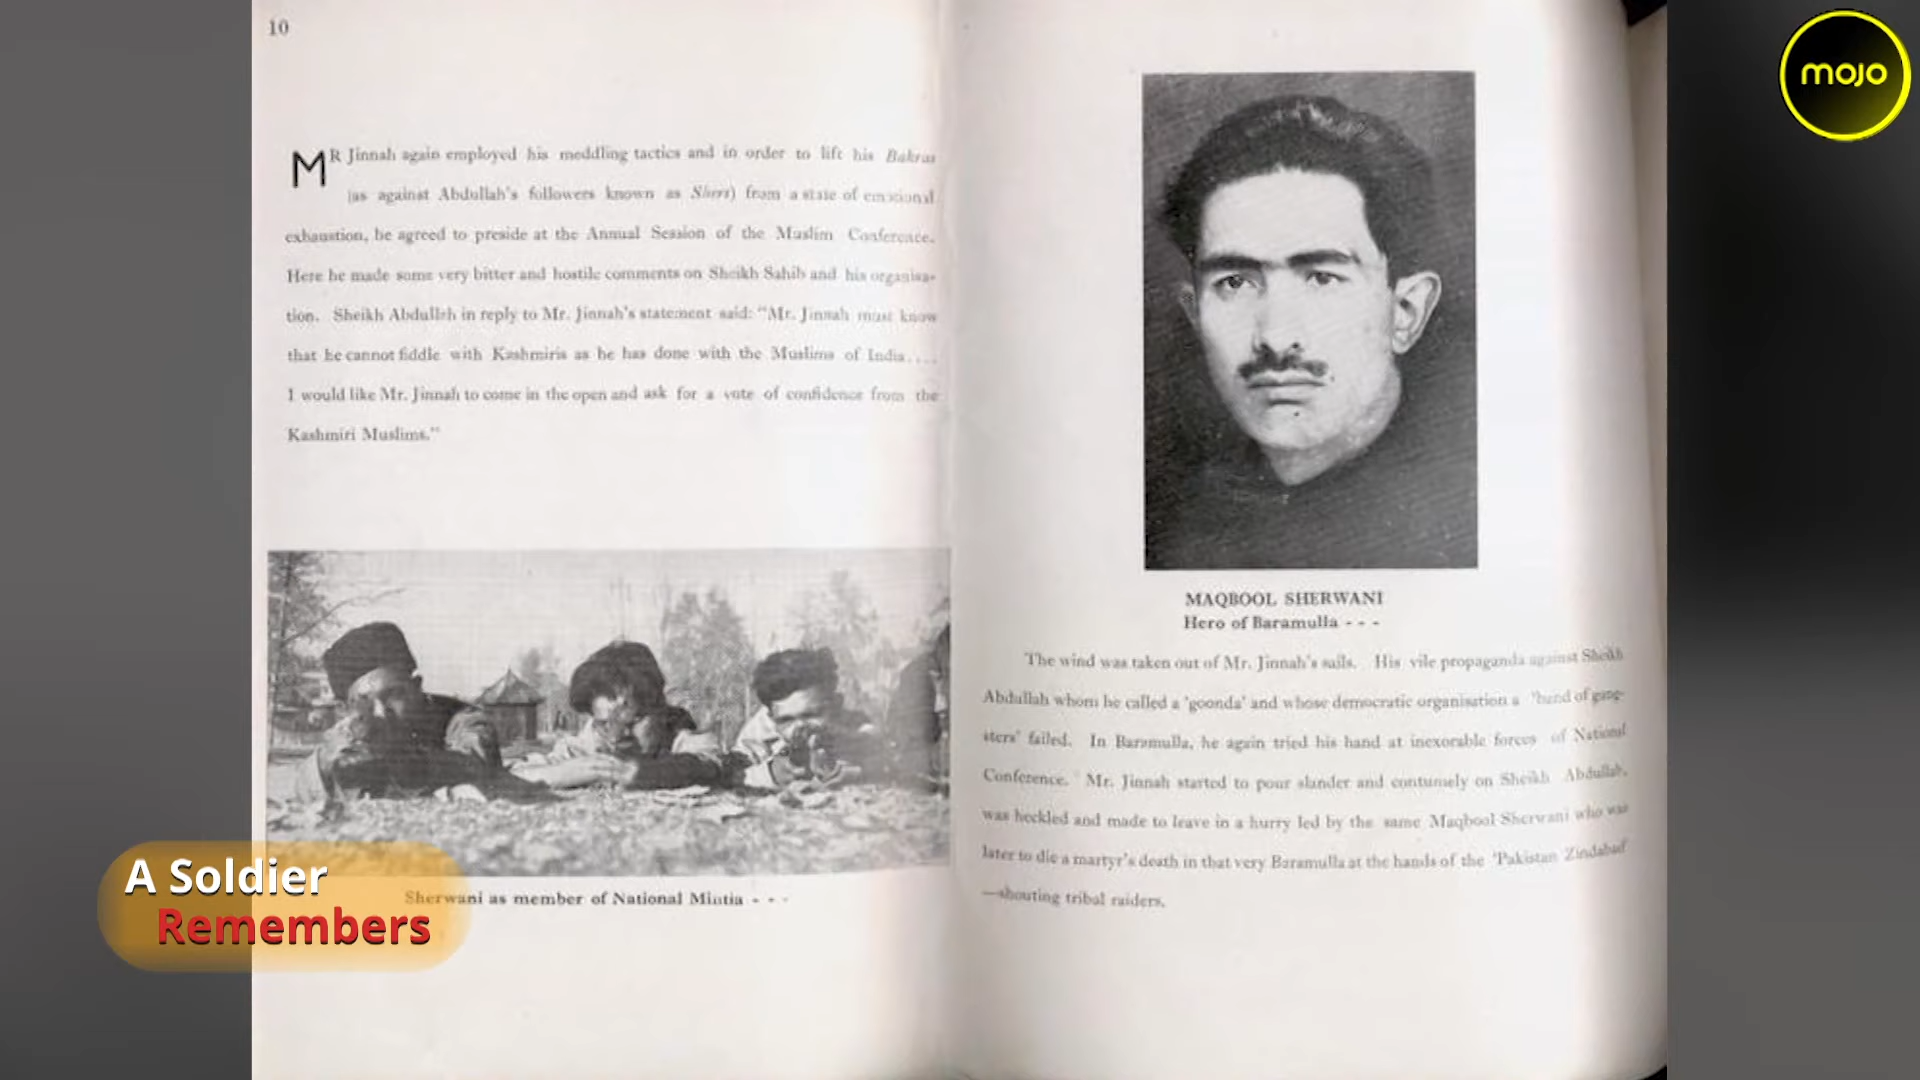 10
MR Jinnah again employed his meddling tactics and in order to lift his Bakras
(as against Abdullah's followers known as Shers) from a state of emotional
exhaustion, he agreed to preside at the Annual Session of the Muslim Conference.
Here he made some very bitter and hostile comments on Sheikh Sahib and his organisa-
tion. Sheikh Abdullah in reply to Mr. Jinnah's statement said: "Mr. Jinnah must know
that he cannot fiddle with Kashmiris as he has done with the Muslims of India....
I would like Mr. Jinnah to come in the open and ask for a vote of confidence from the
Kashmiri Muslims."
Sherwani as member of National Mintia - - -
MAQBOOL SHERWANI
Hero of Baramulla - - -
The wind was taken out of Mr. Jinnah's sails. His vile propaganda against Sheikh
Abdullah whom he called a 'goonda' and whose democratic organisation a 'band of gang-
sters' failed. In Baramulla, he again tried his hand at inexorable forces of National
Conference. Mr. Jinnah started to pour slander and contumely on Sheikh Abdullah,
was heckled and made to leave in a hurry led by the same Maqbool Sherwani who was
later to die a martyr's death in that very Baramulla at the hands of the 'Pakistan Zindabad'
—shouting tribal raiders.
A Soldier
Remembers
mojo